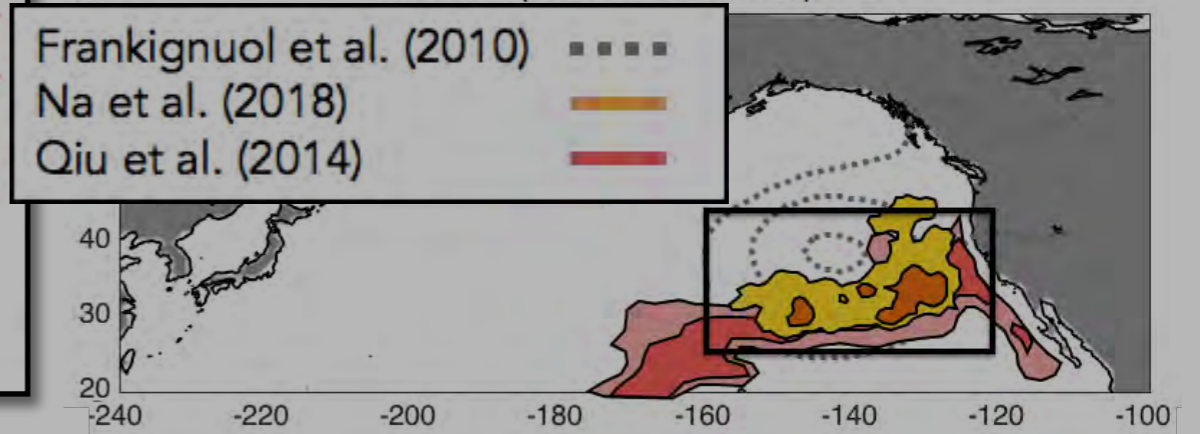 Frankignuol et al. (2010)
Na et al. (2018)
Qiu et al. (2014)
40
30
20
-240 -220 -200 -180 -160 -140 -120 -100